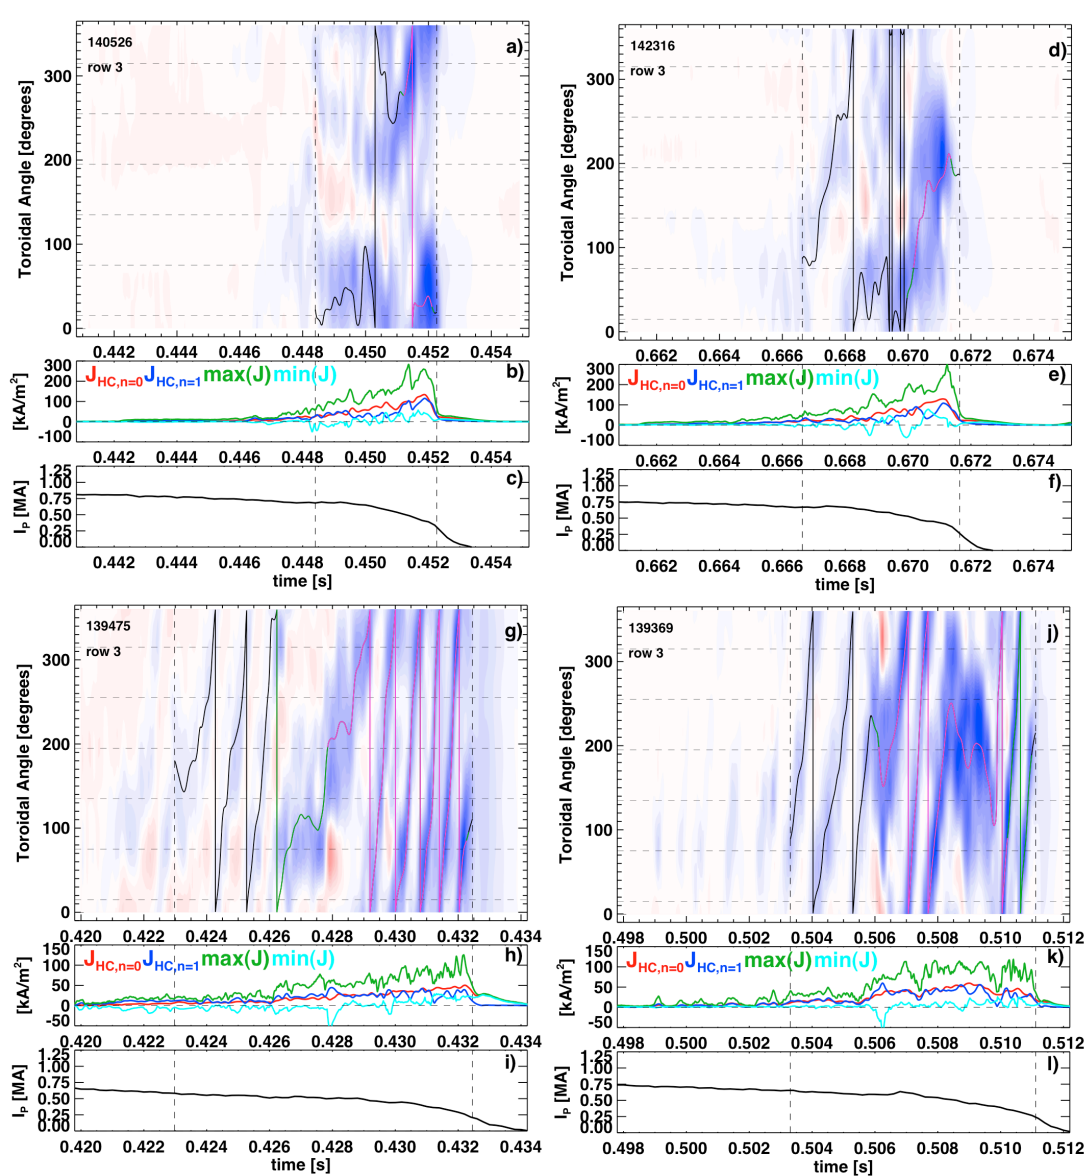 140526
row 3
a)
Toroidal Angle [degrees]
300
200
100
0
0.442 0.444 0.446 0.448 0.450 0.452 0.454
J_HC,n=0 J_HC,n=1 max(J) min(J)
b)
[kA/m²]
300
200
100
0
-100
0.442 0.444 0.446 0.448 0.450 0.452 0.454
c)
I_P [MA]
1.25
1.00
0.75
0.50
0.25
0.00
0.442 0.444 0.446 0.448 0.450 0.452 0.454
time [s]
142316
row 3
d)
Toroidal Angle [degrees]
300
200
100
0
0.662 0.664 0.666 0.668 0.670 0.672 0.674
J_HC,n=0 J_HC,n=1 max(J) min(J)
e)
[kA/m²]
300
200
100
0
-100
0.662 0.664 0.666 0.668 0.670 0.672 0.674
f)
I_P [MA]
1.25
1.00
0.75
0.50
0.25
0.00
0.662 0.664 0.666 0.668 0.670 0.672 0.674
time [s]
139475
row 3
g)
Toroidal Angle [degrees]
300
200
100
0
0.420 0.422 0.424 0.426 0.428 0.430 0.432 0.434
J_HC,n=0 J_HC,n=1 max(J) min(J)
h)
[kA/m²]
150
100
50
0
-50
0.420 0.422 0.424 0.426 0.428 0.430 0.432 0.434
i)
I_P [MA]
1.25
1.00
0.75
0.50
0.25
0.00
0.420 0.422 0.424 0.426 0.428 0.430 0.432 0.434
time [s]
139369
row 3
j)
Toroidal Angle [degrees]
300
200
100
0
0.498 0.500 0.502 0.504 0.506 0.508 0.510 0.512
J_HC,n=0 J_HC,n=1 max(J) min(J)
k)
[kA/m²]
150
100
50
0
-50
0.498 0.500 0.502 0.504 0.506 0.508 0.510 0.512
l)
I_P [MA]
1.25
1.00
0.75
0.50
0.25
0.00
0.498 0.500 0.502 0.504 0.506 0.508 0.510 0.512
time [s]